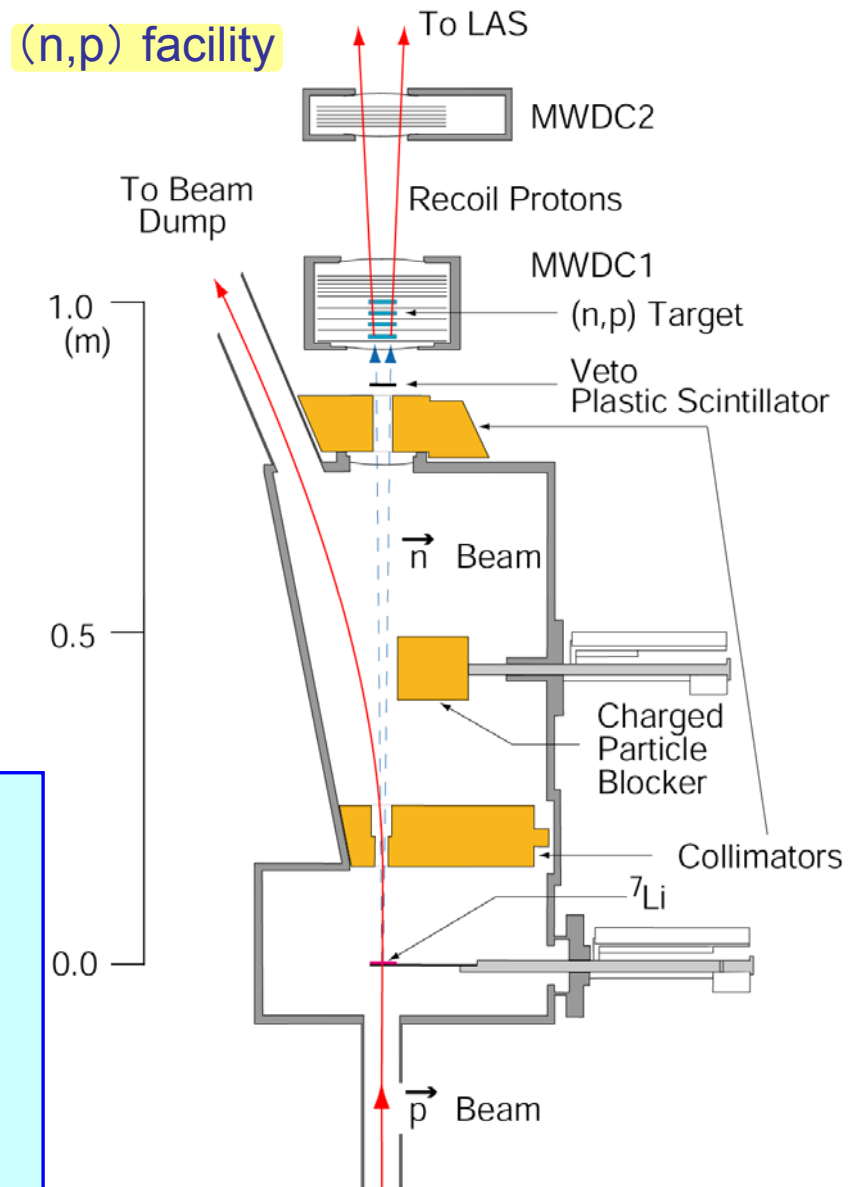 （n,p）facility
To LAS
MWDC2
To Beam
Dump
Recoil Protons
MWDC1
1.0
(m)
(n,p) Target
Veto
Plastic Scintillator
n Beam
0.5
Charged
Particle
Blocker
Collimators
7Li
0.0
p Beam